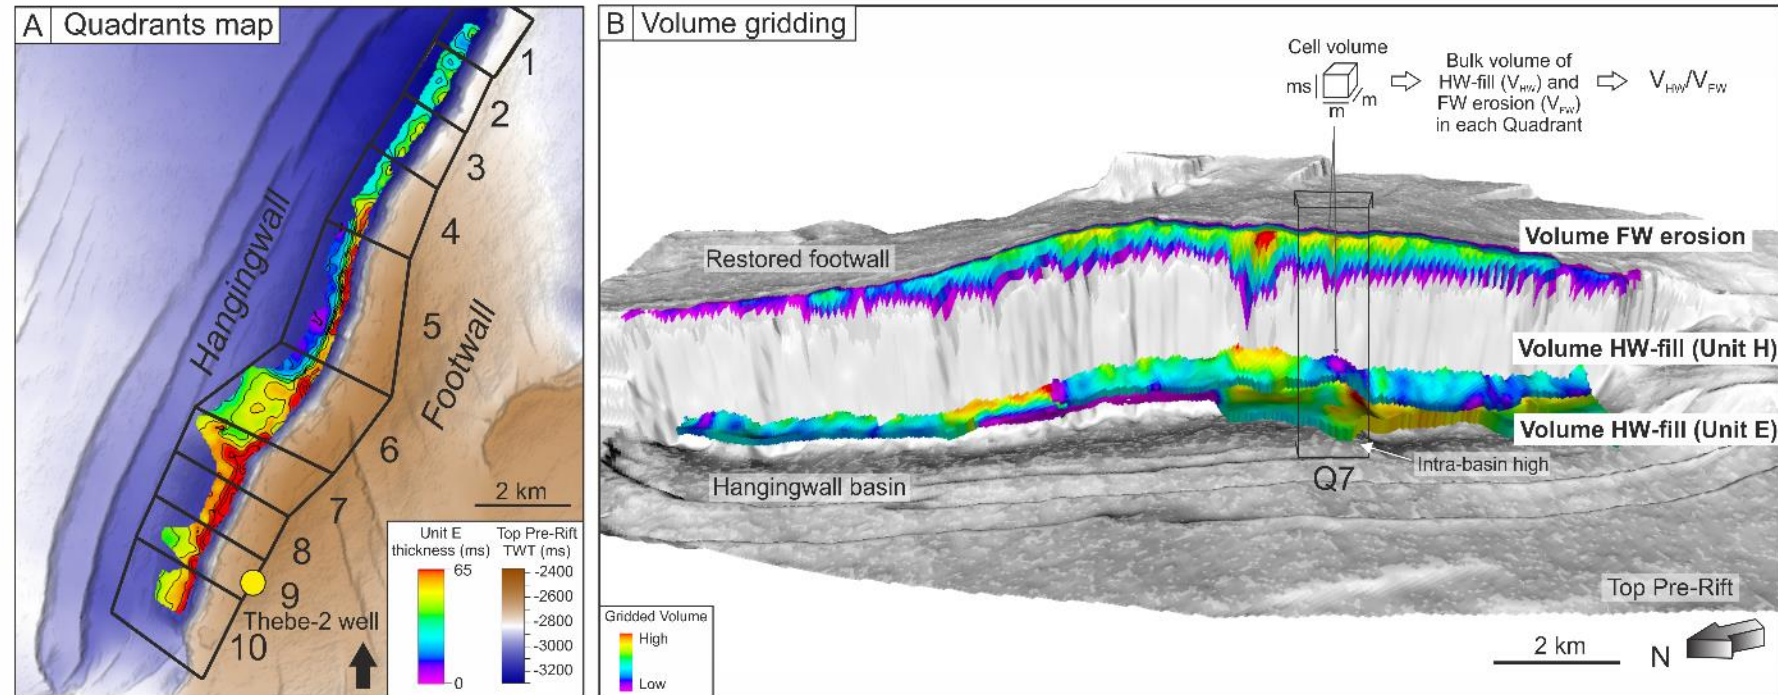 A Quadrants map
1
2
3
4
5
6
7
8
9
10
Hangingwall
Footwall
2 km
Thebe-2 well
Unit E
thickness (ms)
65
0
Top Pre-Rift
TWT (ms)
-2400
-2600
-2800
-3000
-3200
B Volume gridding
Cell volume
ms
m
m
Bulk volume of
HW-fill (V_HW) and
FW erosion (V_FW)
in each Quadrant
V_HW/V_FW
Restored footwall
Volume FW erosion
Volume HW-fill (Unit H)
Volume HW-fill (Unit E)
Intra-basin high
Q7
Hangingwall basin
Top Pre-Rift
Gridded Volume
High
Low
2 km
N